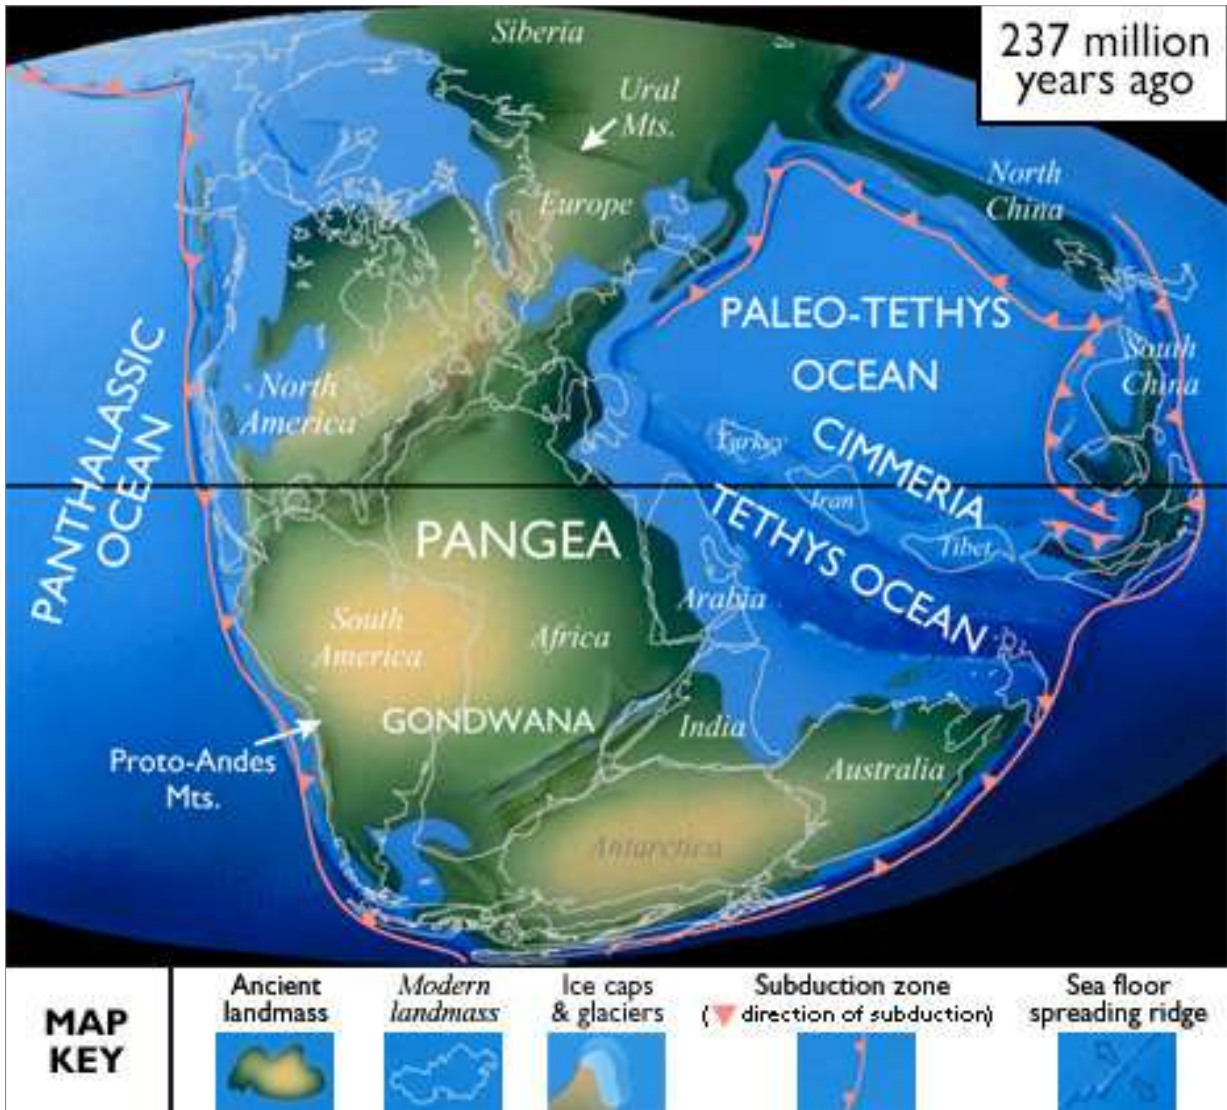 237 million
years ago
Siberia
Ural
Mts.
Europe
North
China
PALEO-TETHYS
OCEAN
South
China
North
America
PANTHALASSIC
OCEAN
Turkey
CIMMERIA
Iran
Tibet
TETHYS OCEAN
PANGEA
Arabia
South
America
Africa
GONDWANA
India
Australia
Proto-Andes
Mts.
Antarctica
MAP
KEY
Ancient
landmass
Modern
landmass
Ice caps
& glaciers
Subduction zone
(▼ direction of subduction)
Sea floor
spreading ridge